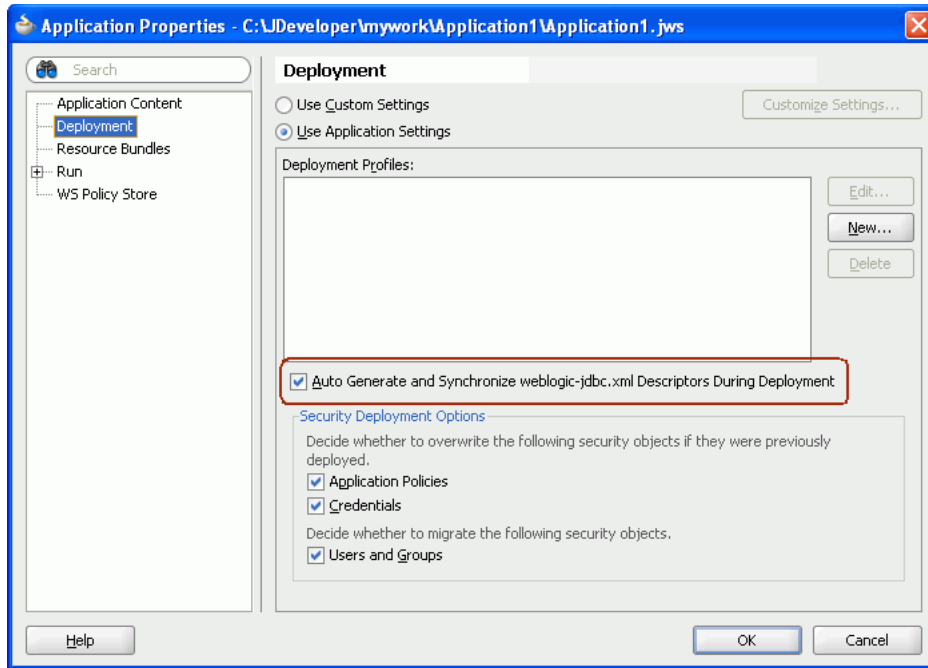 Application Properties - C:\JDeveloper\mywork\Application1\Application1.jws
Search
Application Content
Deployment
Resource Bundles
Run
WS Policy Store
Deployment
Use Custom Settings
Customize Settings...
Use Application Settings
Deployment Profiles:
Edit...
New...
Delete
Auto Generate and Synchronize weblogic-jdbc.xml Descriptors During Deployment
Security Deployment Options
Decide whether to overwrite the following security objects if they were previously
deployed.
Application Policies
Credentials
Decide whether to migrate the following security objects.
Users and Groups
Help
OK
Cancel